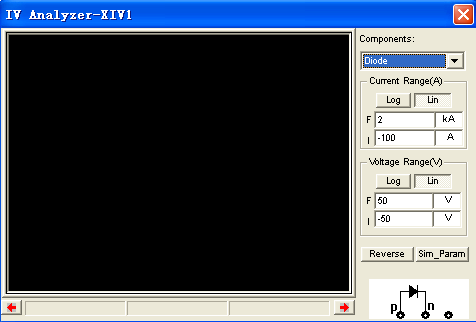 IV Analyzer-XIV1
Components:
Diode
Current Range(A)
Log Lin
F 2 kA
I -100 A
Voltage Range(V)
Log Lin
F 50 V
I -50 V
Reverse Sim_Param
p n